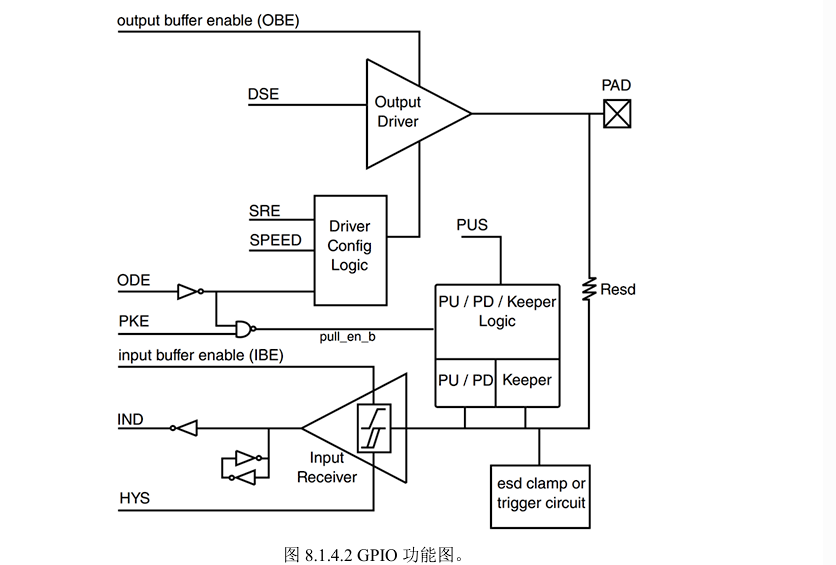 output buffer enable (OBE)
PAD
DSE
Output
Driver
SRE
SPEED
Driver
Config
Logic
PUS
ODE
PKE
pull_en_b
PU / PD / Keeper
Logic
PU / PD
Keeper
Resd
input buffer enable (IBE)
IND
Input
Receiver
HYS
esd clamp or
trigger circuit
图 8.1.4.2 GPIO 功能图。